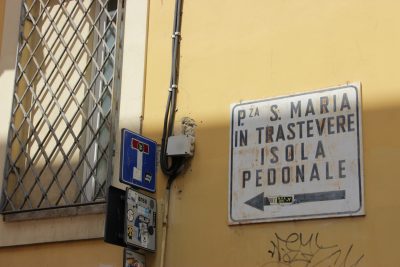 P.ZA S. MARIA
IN TRASTEVERE
ISOLA
PEDONALE